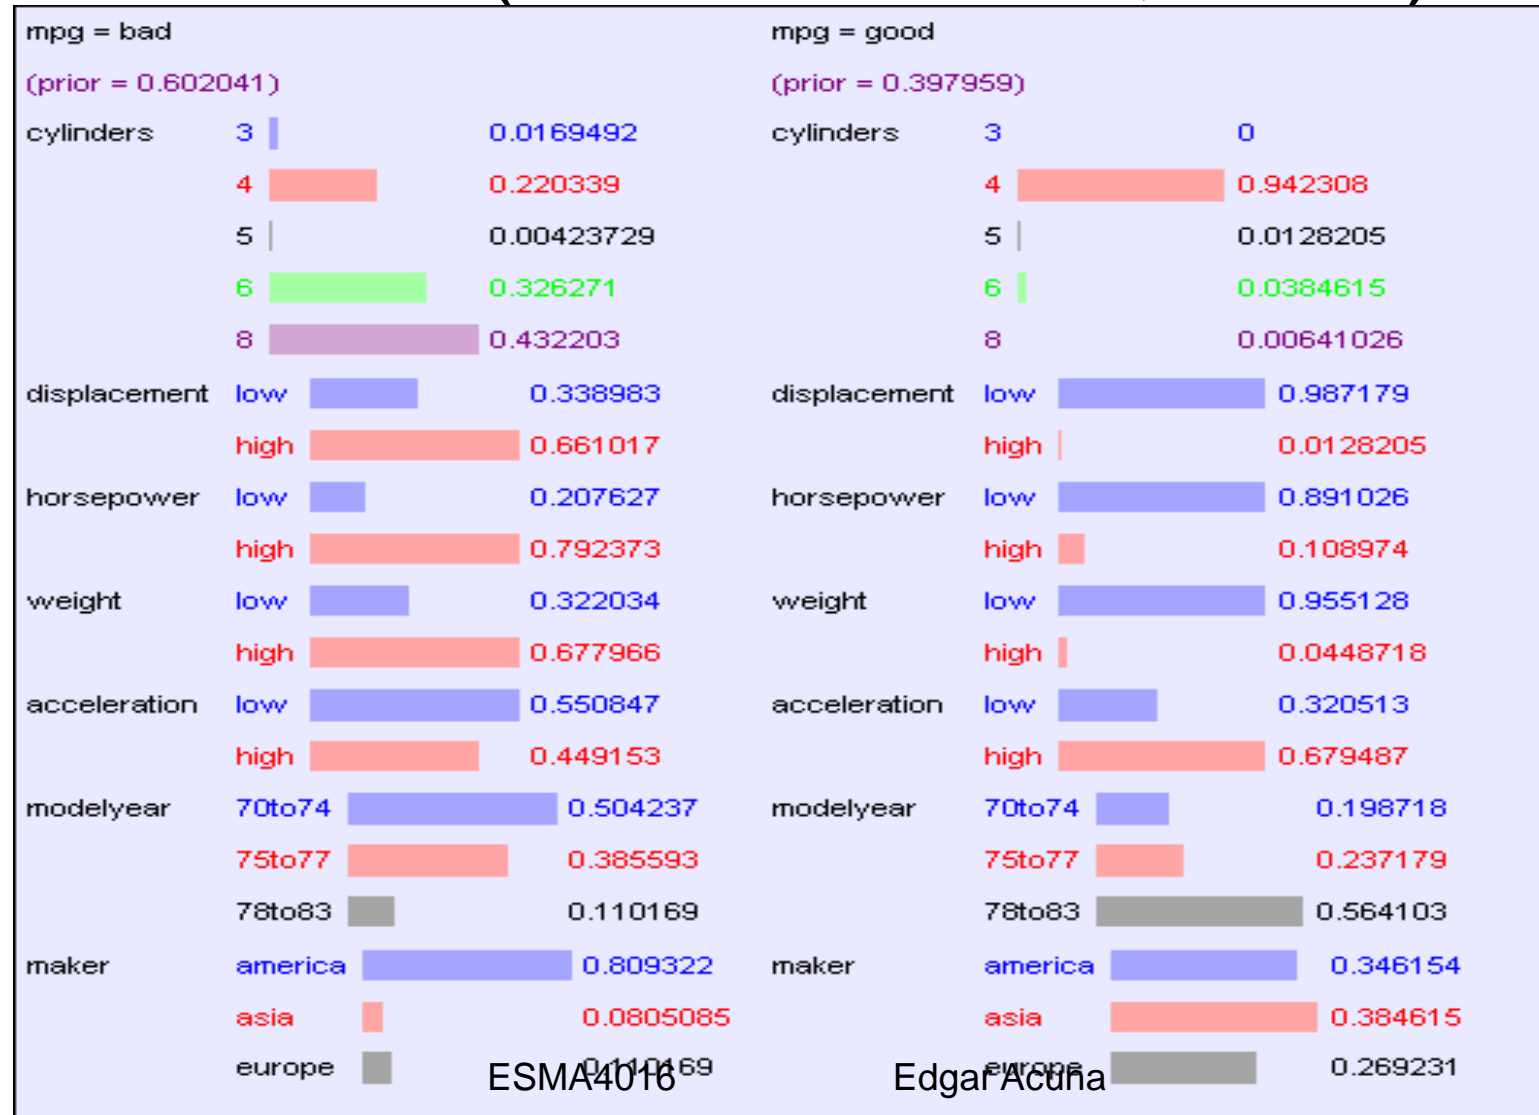 mpg = bad mpg = good
(prior = 0.602041) (prior = 0.397959)
cylinders 3 0.0169492 cylinders 3 0
4 0.220339 4 0.942308
5 0.00423729 5 0.0128205
6 0.326271 6 0.0384615
8 0.432203 8 0.00641026
displacement low 0.338983 displacement low 0.987179
high 0.661017 high 0.0128205
horsepower low 0.207627 horsepower low 0.891026
high 0.792373 high 0.108974
weight low 0.322034 weight low 0.955128
high 0.677966 high 0.0448718
acceleration low 0.550847 acceleration low 0.320513
high 0.449153 high 0.679487
modelyear 70to74 0.504237 modelyear 70to74 0.198718
75to77 0.385593 75to77 0.237179
78to83 0.110169 78to83 0.564103
maker america 0.809322 maker america 0.346154
asia 0.0805085 asia 0.384615
europe 0.110169 europe 0.269231
ESMA4016 Edgar Acuna